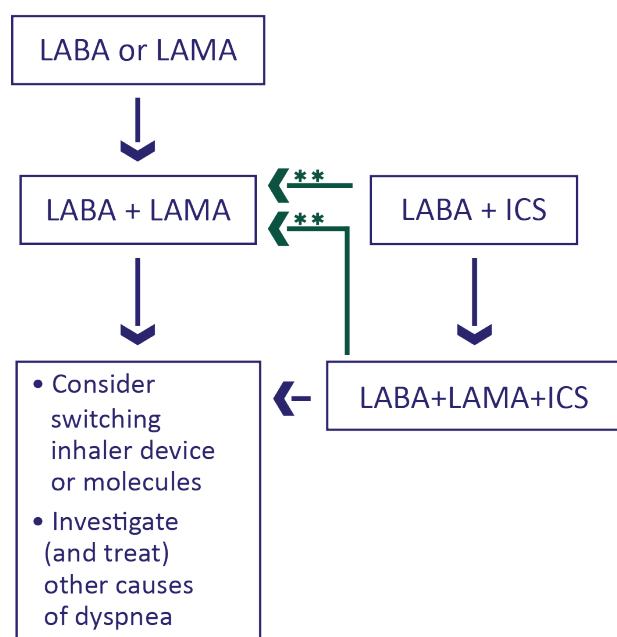 LABA or LAMA
**
LABA + LAMA
LABA + ICS
**
LABA+LAMA+ICS
• Consider
switching
inhaler device
or molecules
• Investigate
(and treat)
other causes
of dyspnea